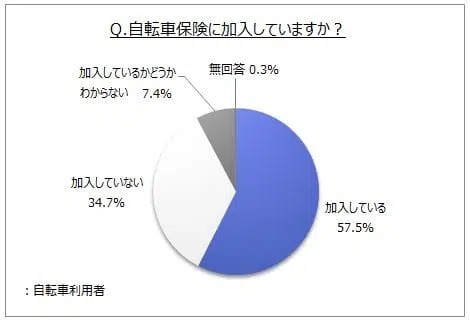 Q.自転車保険に加入していますか？
加入しているかどうか
わからない 7.4%
無回答 0.3%
加入していない
34.7%
加入している
57.5%
：自転車利用者